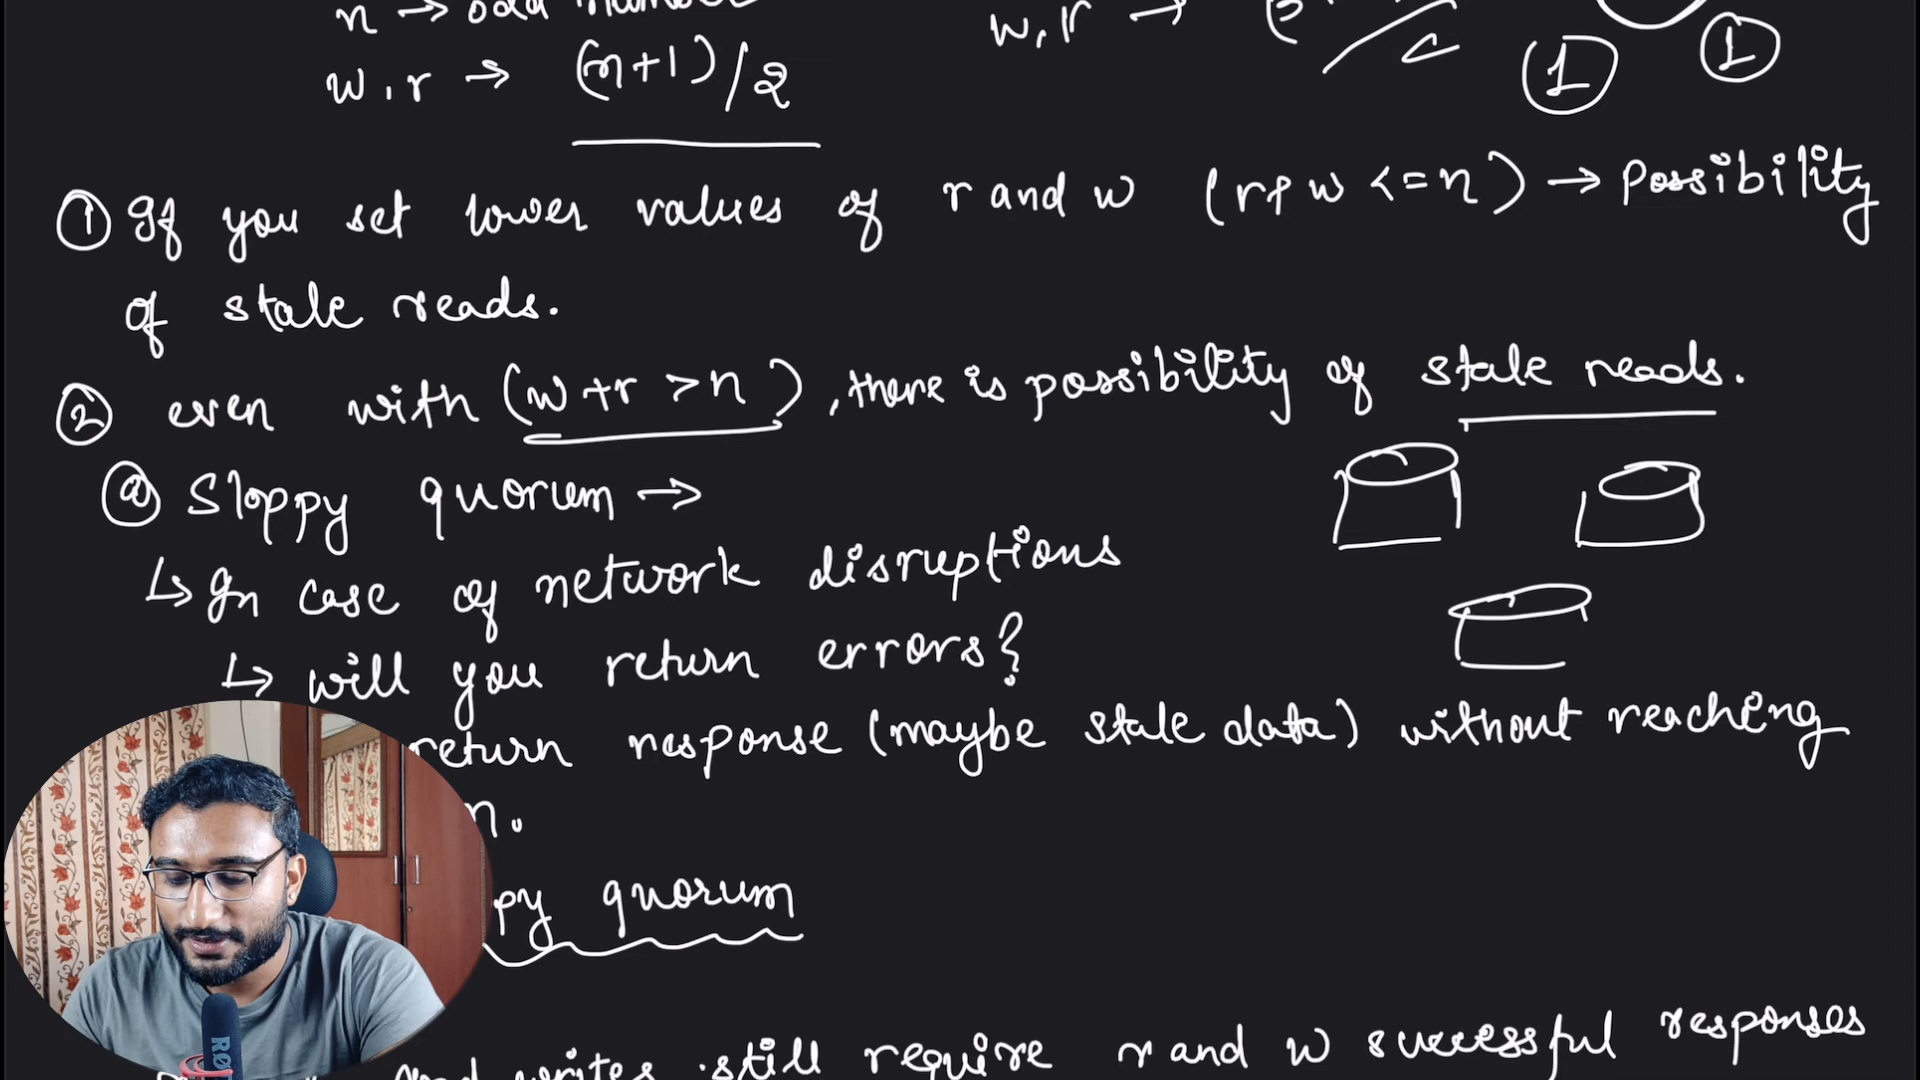 n → odd
w, r →
w, r → (n+1)/2
1 1
① If you set lower values of r and w (r+w <= n) → possibility
of stale reads.
② even with (w+r > n), there is possibility of stale reads.
ⓐ Sloppy quorum →
↳ In case of network disruptions
↳ will you return errors?
return response (maybe stale data) without reaching
n.
py quorum
writes still require r and w successful responses